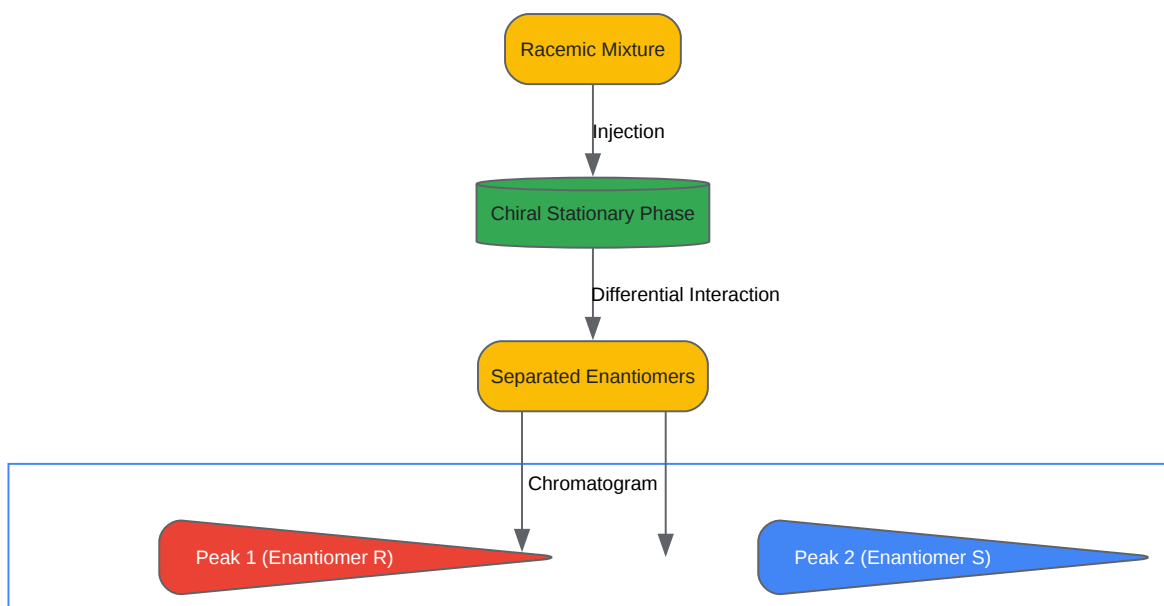 Racemic Mixture
Injection
Chiral Stationary Phase
Differential Interaction
Separated Enantiomers
Chromatogram
Peak 1 (Enantiomer R)
Peak 2 (Enantiomer S)